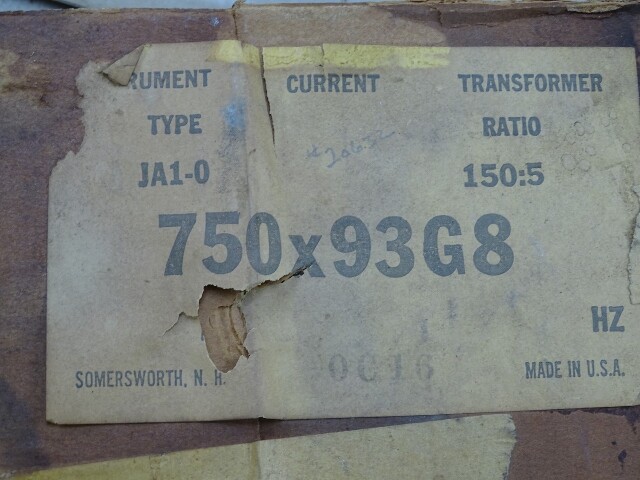 RUMENT CURRENT TRANSFORMER
TYPE RATIO
JA1-0 150:5
750x93G8
HZ
SOMERSWORTH, N. H. 0C16 MADE IN U.S.A.